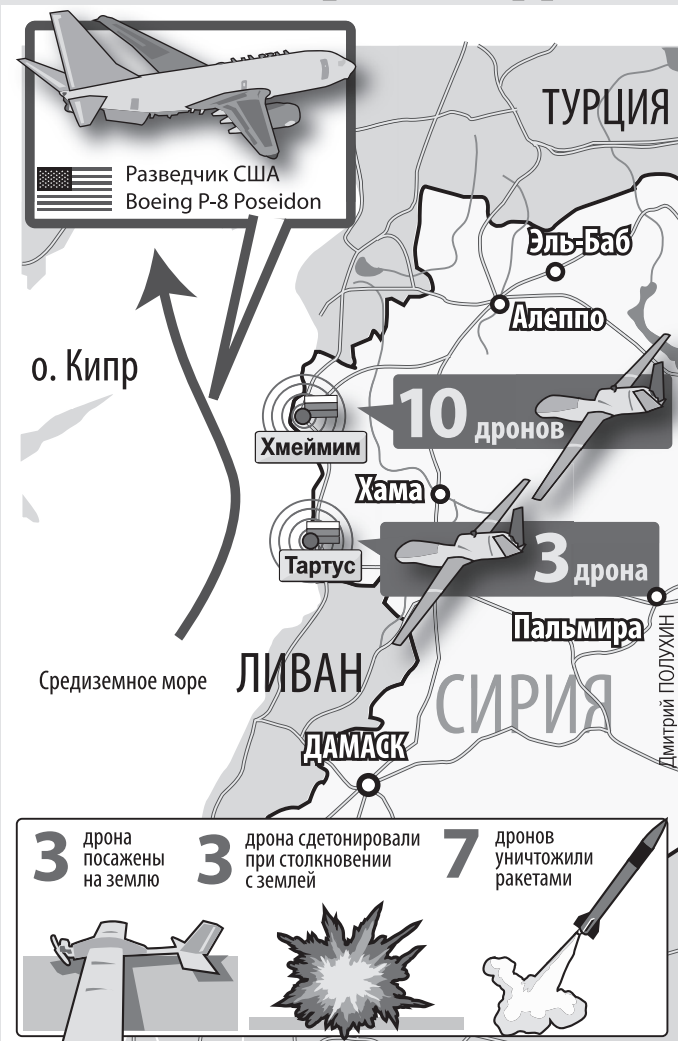 ТУРЦИЯ
Разведчик США
Boeing P-8 Poseidon
Эль-Баб
Алеппо
о. Кипр
10 дронов
Хмеймим
Хама
3 дрона
Тартус
Пальмира
Средиземное море
ЛИВАН
СИРИЯ
Дмитрий ПОЛУХИН
ДАМАСК
3 дрона
посажены
на землю
3 дрона сдетонировали
при столкновении
с землей
7 дронов
уничтожили
ракетами